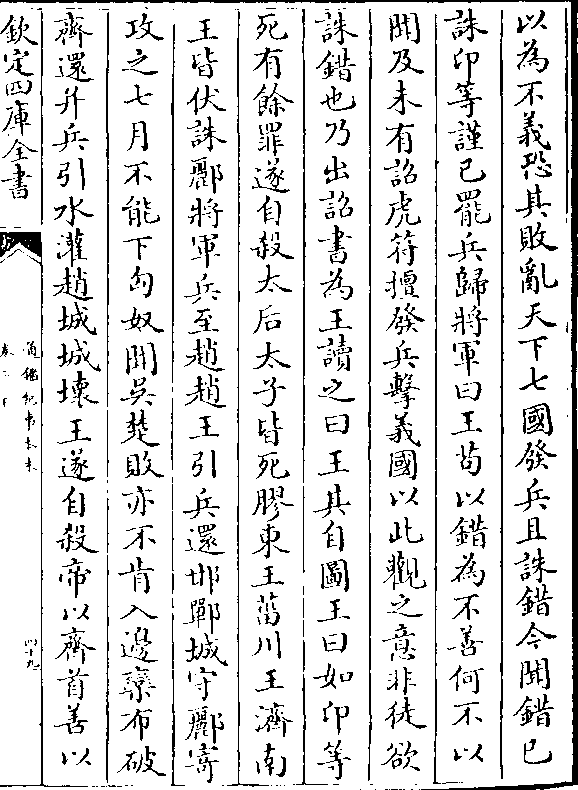 以為不義恐其敗亂天下七國發兵且誅錯今聞錯已
誅卬等謹已罷兵歸將軍曰王苟以錯為不善何不以
聞及未有詔虎符擅發兵擊義國以此觀之意非徒欲
誅錯也乃出詔書為王讀之曰王其自圖王曰如卬等
死有餘罪遂自殺太后太子皆死膠東王菑川王濟南
王皆伏誅酈將軍兵至趙趙王引兵還邯鄲城守酈寄
攻之七月不能下匈奴聞吳楚敗亦不肯入邊欒布破
齊還并兵引水灌趙城城壞王遂自殺帝以齊首善以
欽定四庫全書
通鑑紀事本末
四十九